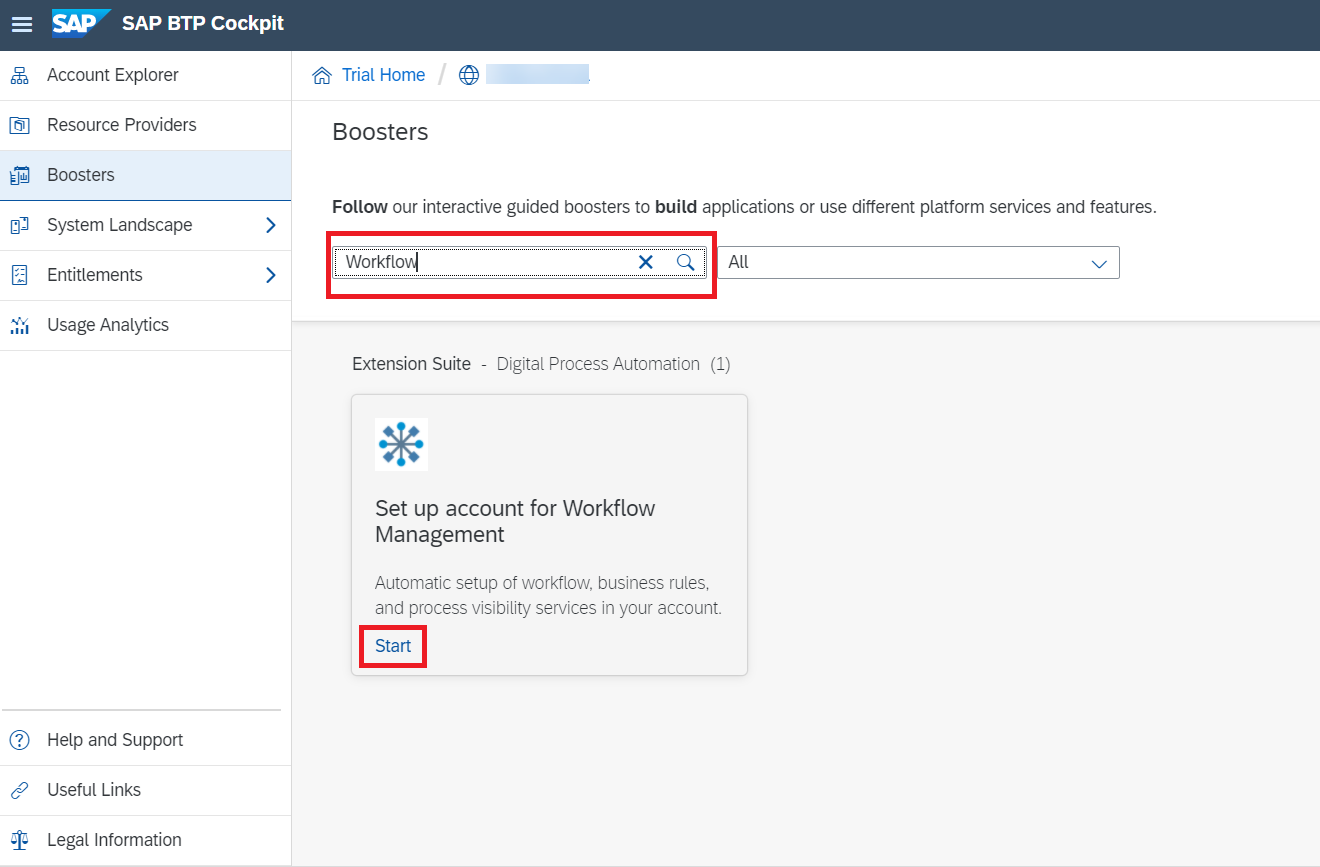 SAP SAP BTP Cockpit
Account Explorer
Resource Providers
Boosters
System Landscape
Entitlements
Usage Analytics
Help and Support
Useful Links
Legal Information
Trial Home /
Boosters
Follow our interactive guided boosters to build applications or use different platform services and features.
Workflow
All
Extension Suite - Digital Process Automation (1)
Set up account for Workflow
Management
Automatic setup of workflow, business rules,
and process visibility services in your account.
Start